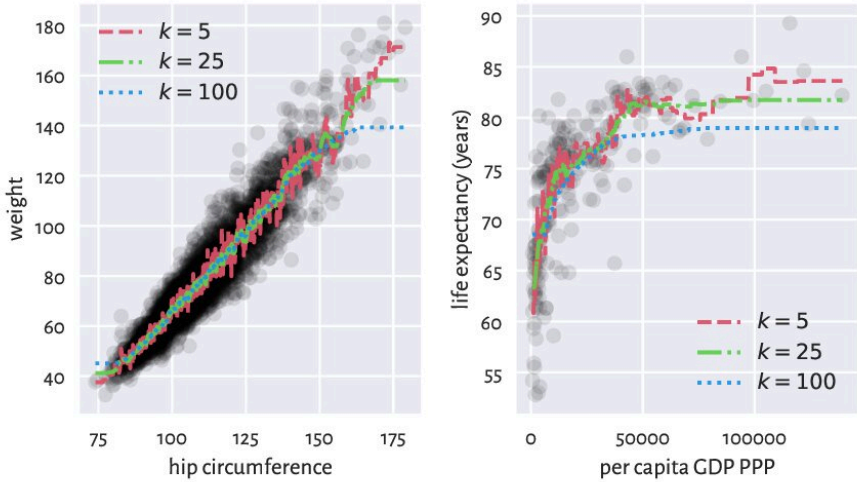 180
160
140
120
100
80
60
40
weight
k = 5
k = 25
k = 100
75
100
125
150
175
hip circumference
90
85
80
75
70
65
60
55
life expectancy (years)
k = 5
k = 25
k = 100
0
50000
100000
per capita GDP PPP